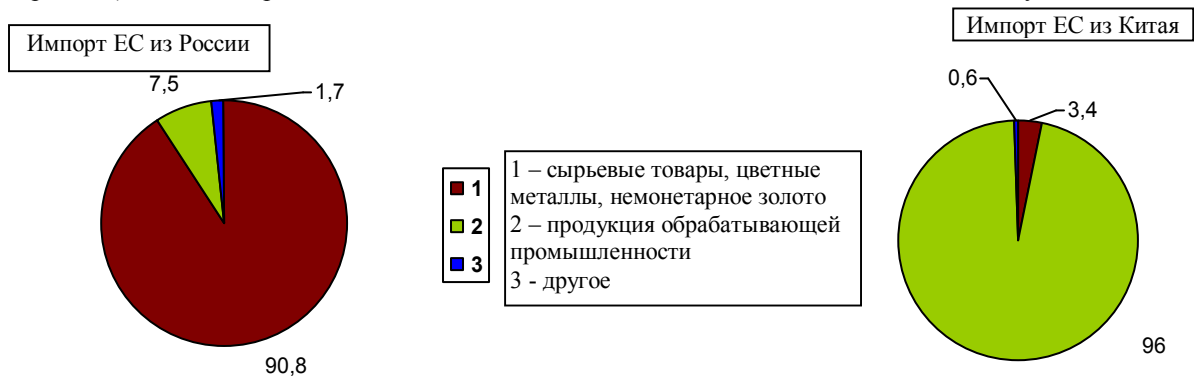 Импорт ЕС из России
7,5
1,7
90,8
1
2
3
1 – сырьевые товары, цветные
металлы, немонетарное золото
2 – продукция обрабатывающей
промышленности
3 - другое
Импорт ЕС из Китая
0,6
3,4
96